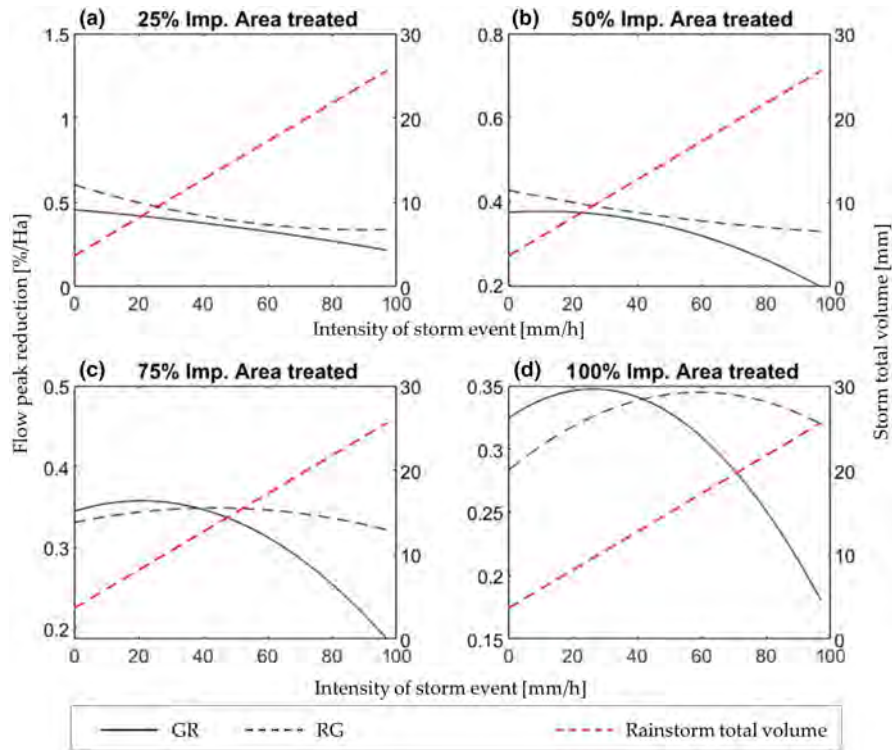 (a) 25% Imp. Area treated
(b) 50% Imp. Area treated
1.5
1
0.5
0
30
20
10
0
0.8
0.6
0.4
0.2
30
20
10
0
0 20 40 60 80 100
0 20 40 60 80 100
Intensity of storm event [mm/h]
Flow peak reduction [%/Ha]
Storm total volume [mm]
(c) 75% Imp. Area treated
(d) 100% Imp. Area treated
0.5
0.4
0.3
0.2
30
20
10
0
0.35
0.3
0.25
0.2
0.15
30
20
10
0
0 20 40 60 80 100
0 20 40 60 80 100
Intensity of storm event [mm/h]
GR RG Rainstorm total volume